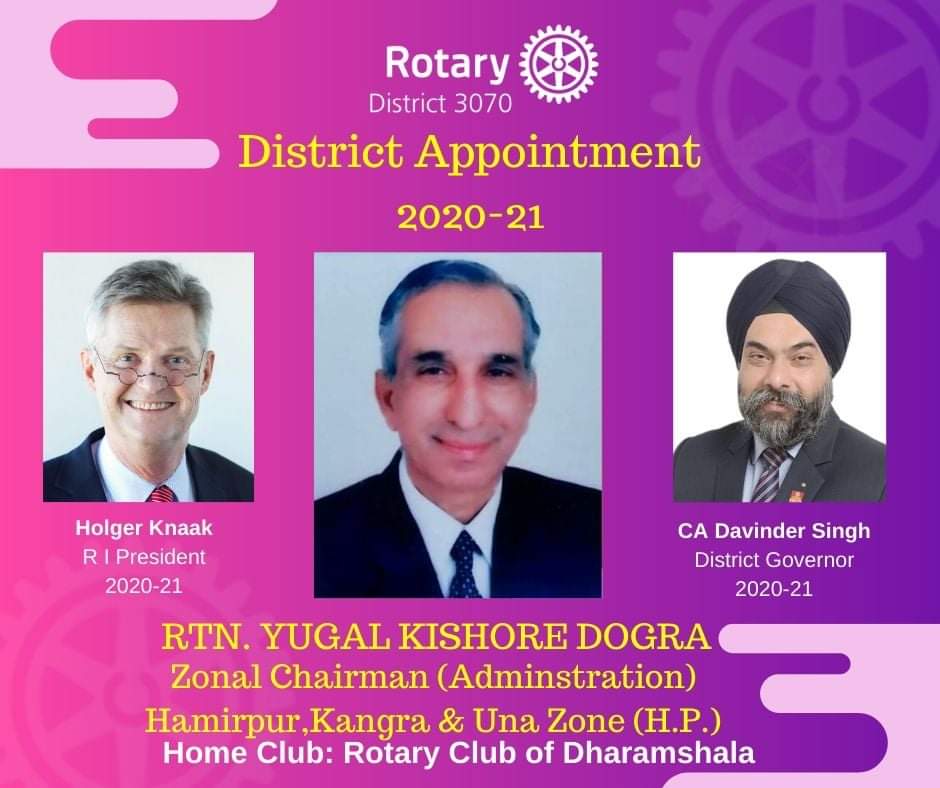 Rotary
District 3070
District Appointment
2020-21
Holger Knaak
R I President
2020-21
CA Davinder Singh
District Governor
2020-21
RTN. YUGAL KISHORE DOGRA
Zonal Chairman (Adminstration)
Hamirpur,Kangra & Una Zone (H.P.)
Home Club: Rotary Club of Dharamshala